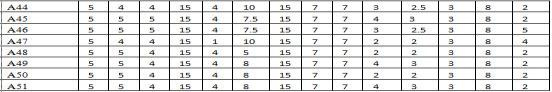 A44 5 4 4 15 4 10 15 7 7 3 2.5 3 8 2
A45 5 5 5 15 4 7.5 15 7 7 4 3 3 8 2
A46 5 5 5 15 4 7.5 15 7 7 3 2.5 3 8 5
A47 5 4 4 15 1 10 15 7 7 2 2 3 8 4
A48 5 5 4 15 4 5 15 7 7 2 2 3 8 2
A49 5 5 4 15 4 8 15 7 7 4 3 3 8 2
A50 5 5 4 15 4 8 15 7 7 2 2 3 8 2
A51 5 5 4 15 4 8 15 7 7 4 3 3 8 2